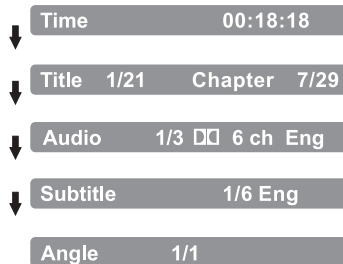 Time 00:18:18
Title 1/21 Chapter 7/29
Audio 1/3 DD 6 ch Eng
Subtitle 1/6 Eng
Angle 1/1